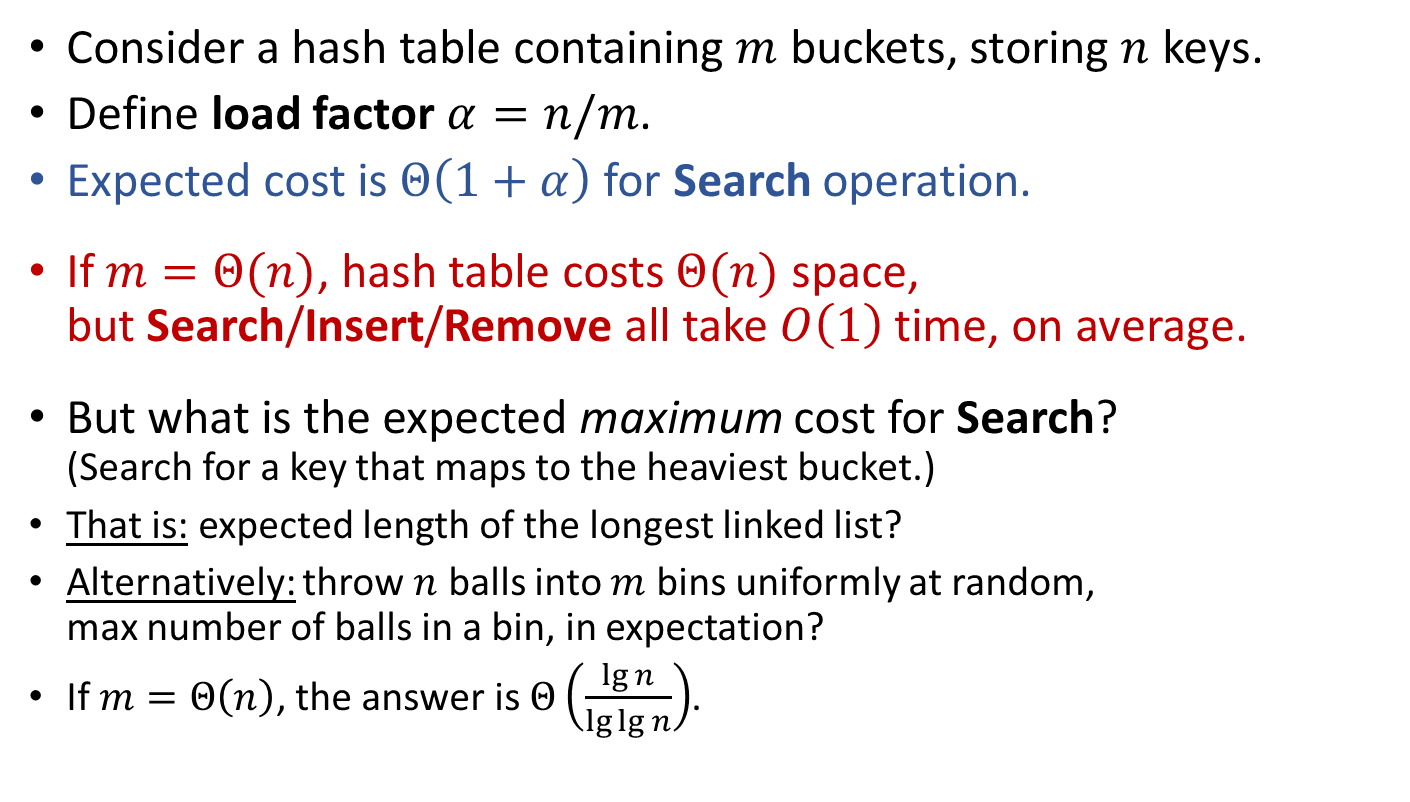 • Consider a hash table containing 𝑚 buckets, storing 𝑛 keys.
• Define load factor 𝛼 = 𝑛/𝑚.
• Expected cost is Θ(1 + 𝛼) for Search operation.
• If 𝑚 = Θ(𝑛), hash table costs Θ(𝑛) space,
but Search/Insert/Remove all take 𝑂(1) time, on average.
• But what is the expected maximum cost for Search?
(Search for a key that maps to the heaviest bucket.)
• That is: expected length of the longest linked list?
• Alternatively: throw 𝑛 balls into 𝑚 bins uniformly at random,
max number of balls in a bin, in expectation?
• If 𝑚 = Θ(𝑛), the answer is Θ(lg 𝑛 / lg lg 𝑛).